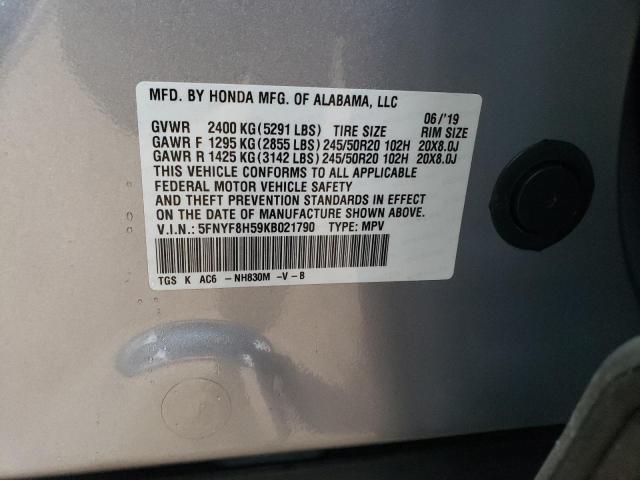 MFD. BY HONDA MFG. OF ALABAMA, LLC
06/'19
GVWR 2400 KG(5291 LBS) TIRE SIZE RIM SIZE
GAWR F 1295 KG(2855 LBS)245/50R20 102H 20X8.0J
GAWR R 1425 KG(3142 LBS)245/50R20 102H 20X8.0J
THIS VEHICLE CONFORMS TO ALL APPLICABLE
FEDERAL MOTOR VEHICLE SAFETY
AND THEFT PREVENTION STANDARDS IN EFFECT
ON THE DATE OF MANUFACTURE SHOWN ABOVE.
V.I.N.: 5FNYF8H59KB021790 TYPE: MPV
TGS K AC6 -NH830M -V-B